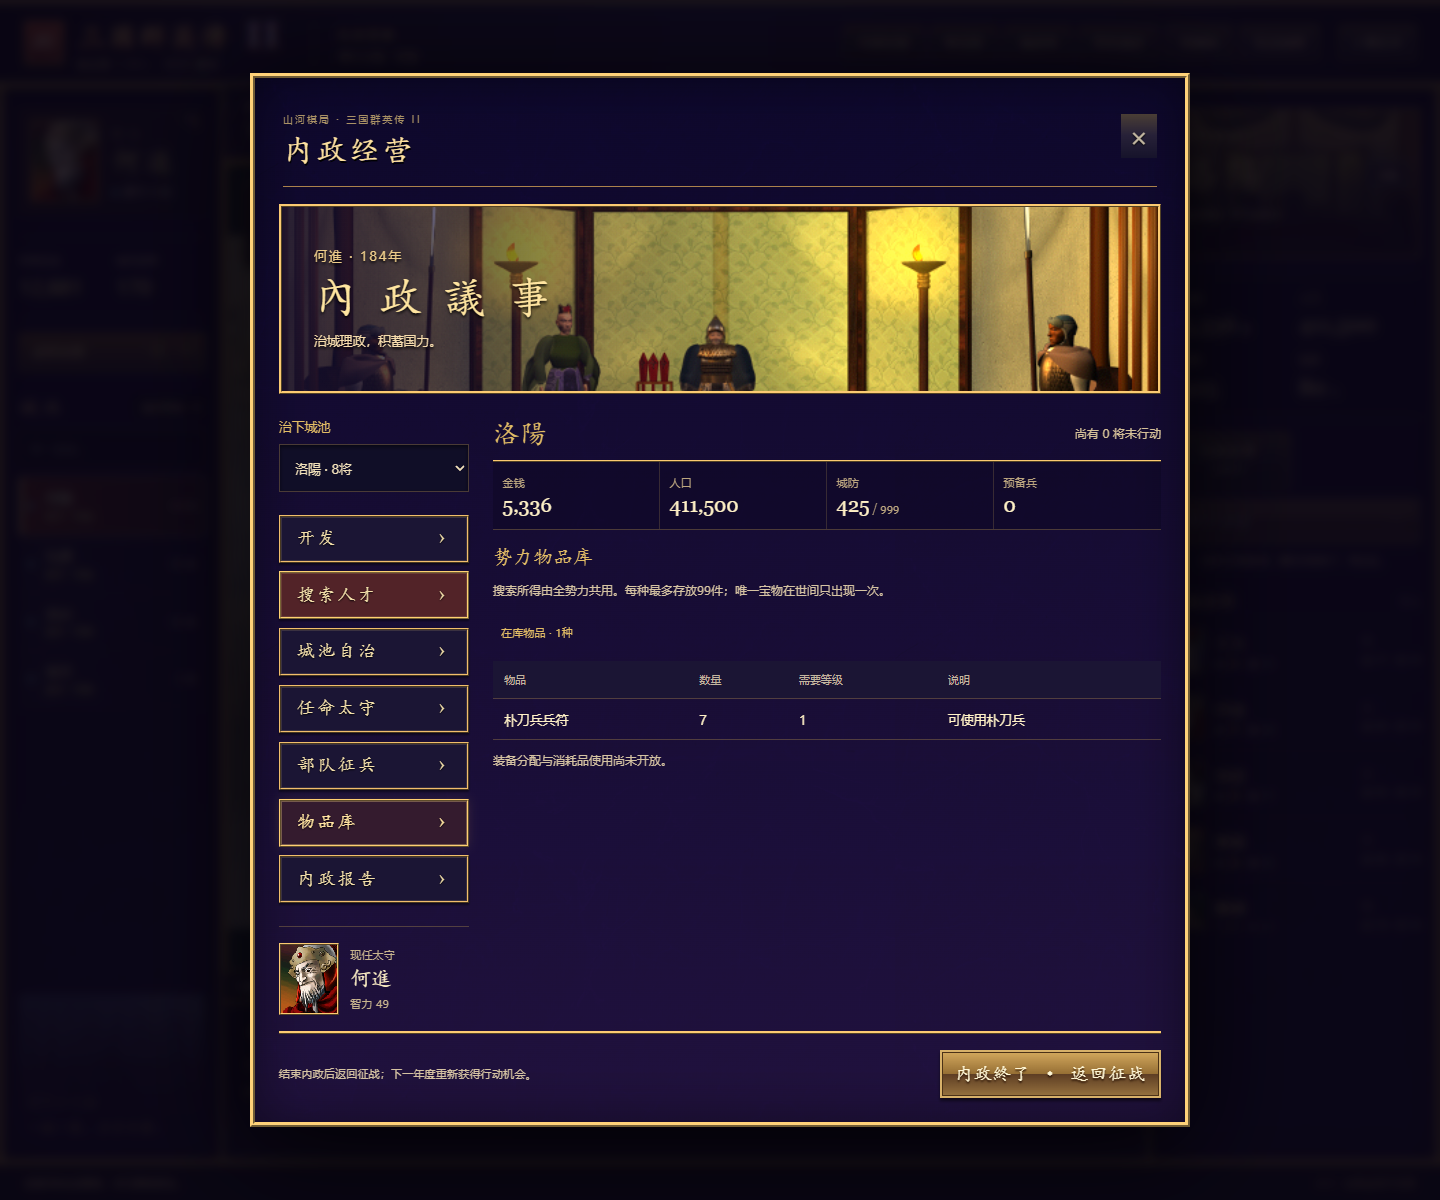 山河棋局 · 三国群英传 II
内政经营
×
何進 · 184年
內政議事
治城理政，积蓄国力。
治下城池
洛陽 · 8将
开发 ›
搜索人才 ›
城池自治 ›
任命太守 ›
部队征兵 ›
物品库 ›
内政报告 ›
现任太守
何進
智力 49
洛陽
尚有 0 将未行动
金钱 人口 城防 预备兵
5,336 411,500 425 / 999 0
势力物品库
搜索所得由全势力共用。每种最多存放99件；唯一宝物在世间只出现一次。
在库物品 · 1种
物品 数量 需要等级 说明
朴刀兵兵符 7 1 可使用朴刀兵
装备分配与消耗品使用尚未开放。
结束内政后返回征战；下一年度重新获得行动机会。
内政终了 • 返回征战